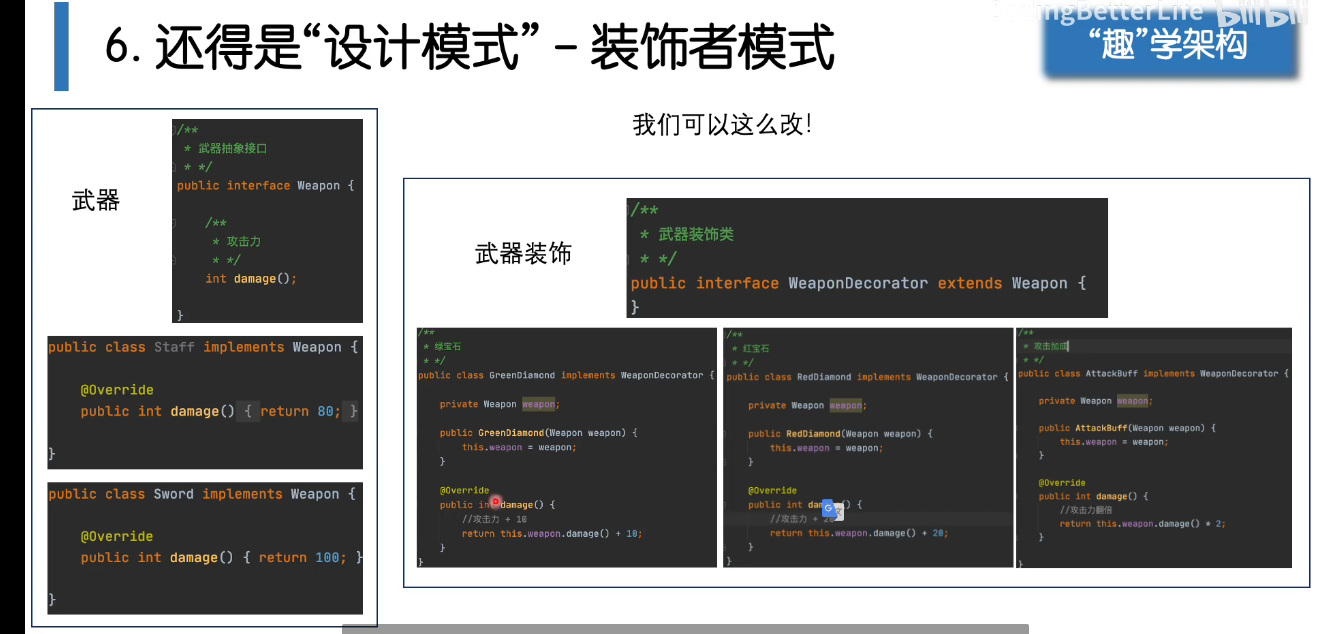 6. 还得是“设计模式” – 装饰者模式
“趣”学架构
我们可以这么改！
武器
/**
* 武器抽象接口
* */
public interface Weapon {
/**
* 攻击力
* */
int damage();
}
public class Staff implements Weapon {
@Override
public int damage() { return 80; }
}
public class Sword implements Weapon {
@Override
public int damage() { return 100; }
}
武器装饰
/**
* 武器装饰类
* */
public interface WeaponDecorator extends Weapon {
}
/**
* 绿宝石
* */
public class GreenDiamond implements WeaponDecorator {
private Weapon weapon;
public GreenDiamond(Weapon weapon) {
this.weapon = weapon;
}
@Override
public int damage() {
//攻击力 + 10
return this.weapon.damage() + 10;
}
}
/**
* 红宝石
* */
public class RedDiamond implements WeaponDecorator {
private Weapon weapon;
public RedDiamond(Weapon weapon) {
this.weapon = weapon;
}
@Override
public int () {
//攻击力 + 20
return this.weapon.damage() + 20;
}
}
/**
* 攻击加成
* */
public class AttackBuff implements WeaponDecorator {
private Weapon weapon;
public AttackBuff(Weapon weapon) {
this.weapon = weapon;
}
@Override
public int damage() {
//攻击力翻倍
return this.weapon.damage() * 2;
}
}